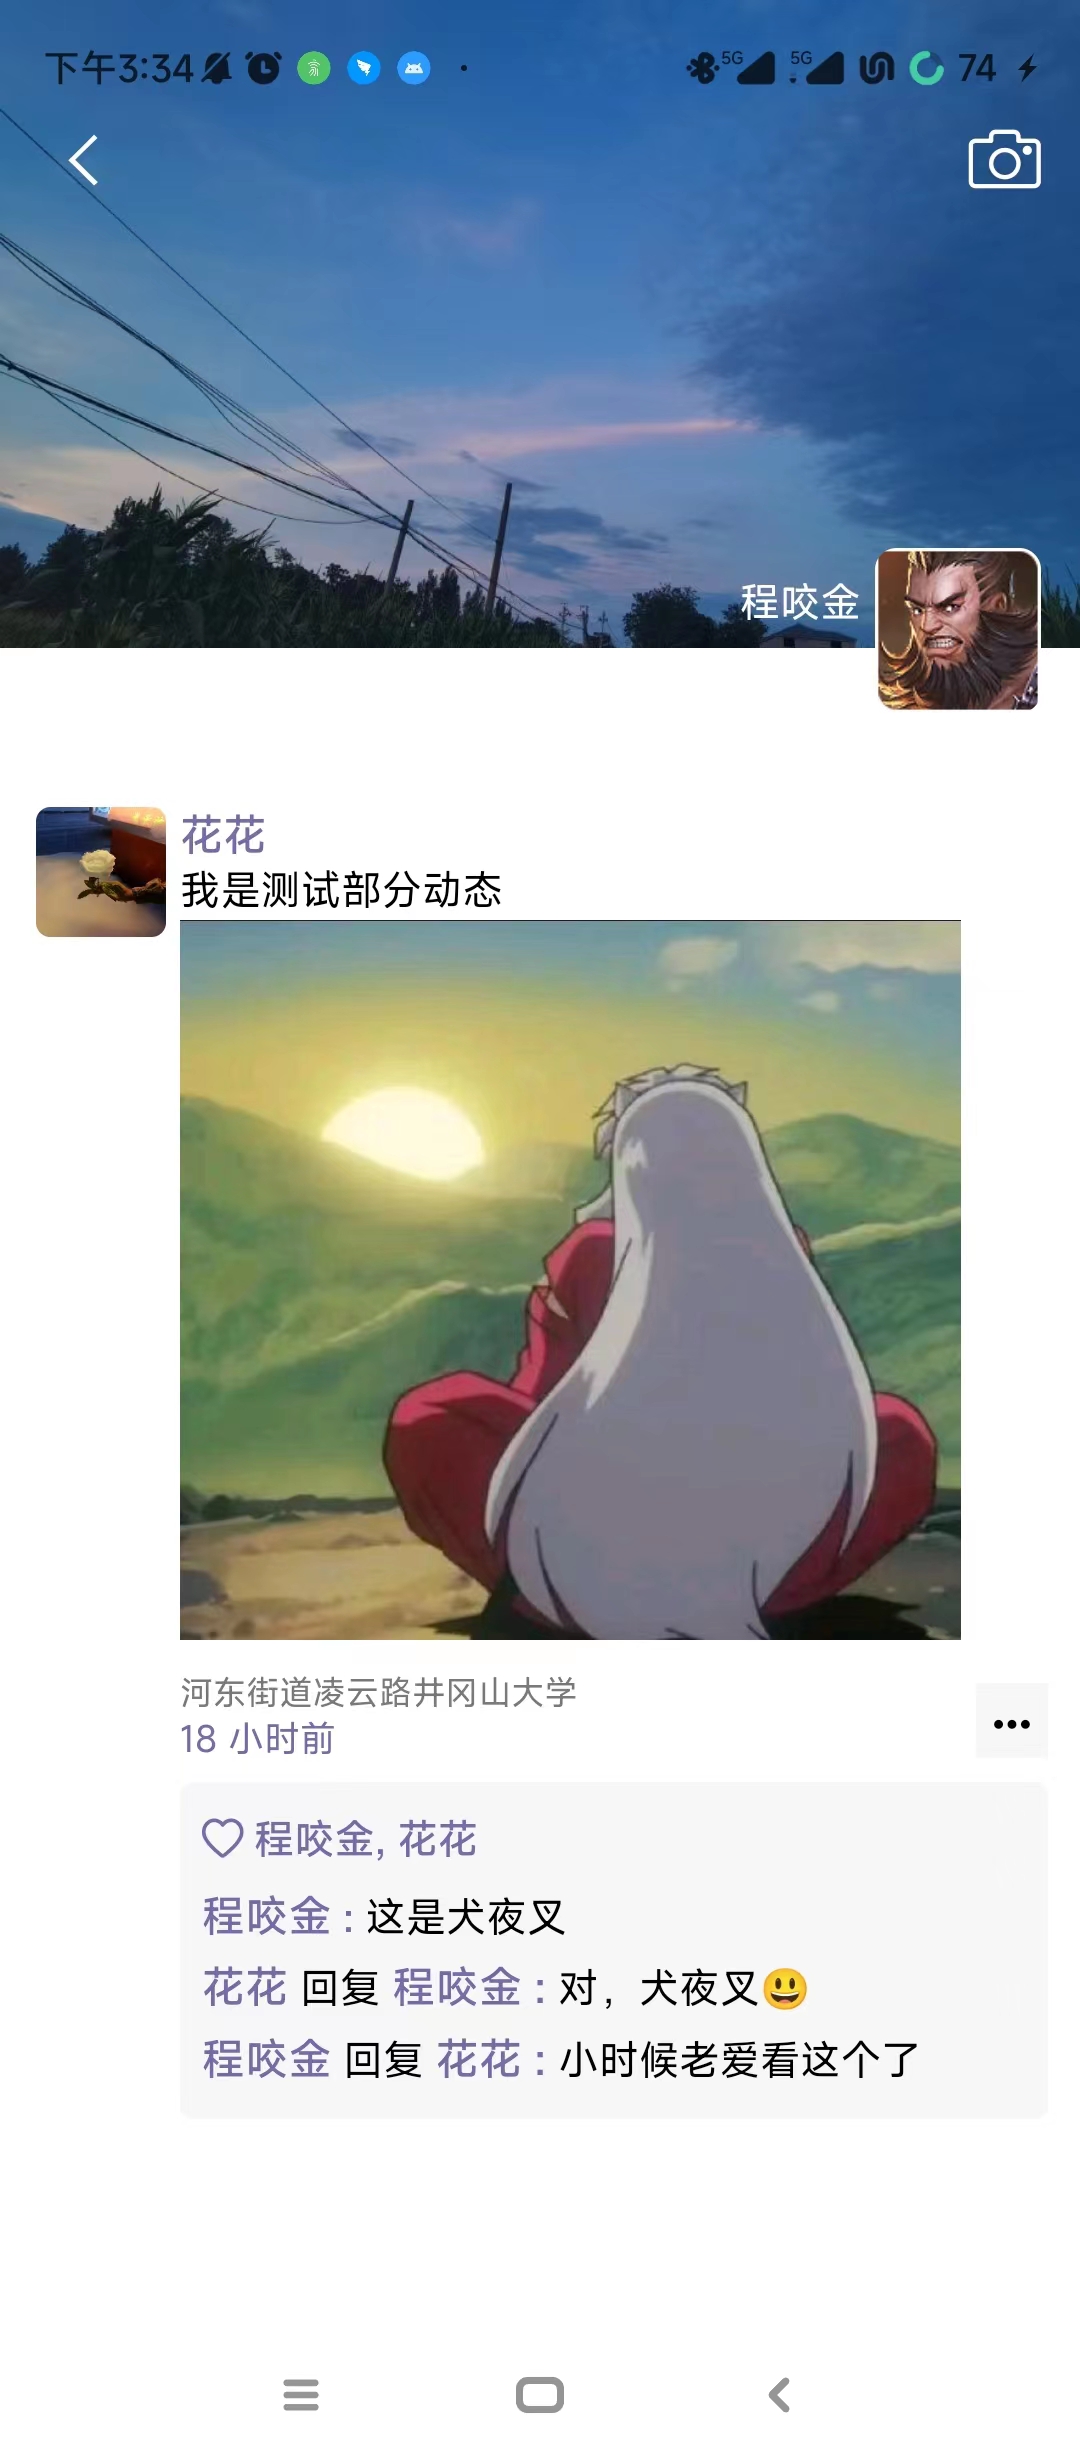 下午3:34
5G
5G
74
程咬金
花花
我是测试部分动态
河东街道凌云路井冈山大学
18 小时前
程咬金, 花花
程咬金 : 这是犬夜叉
花花 回复 程咬金 : 对，犬夜叉😃
程咬金 回复 花花 : 小时候老爱看这个了